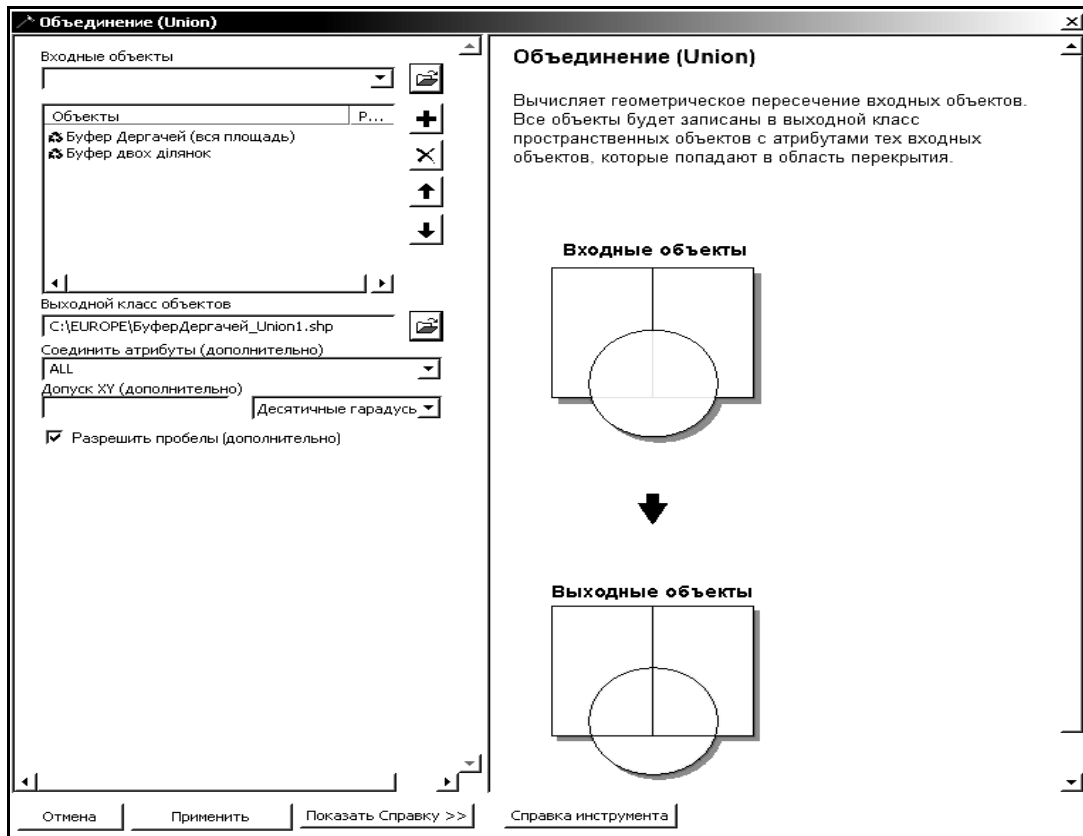 Объединение (Union)
Входные объекты
Объекты
Р...
Буфер Дергачей (вся площадь)
Буфер двох ділянок
Выходной класс объектов
C:\EUROPE\БуферДергачей_Union1.shp
Соединить атрибуты (дополнительно)
ALL
Допуск XY (дополнительно)
Десятичные гарадусь
Разрешить пробелы (дополнительно)
Объединение (Union)
Вычисляет геометрическое пересечение входных объектов.
Все объекты будет записаны в выходной класс
пространственных объектов с атрибутами тех входных
объектов, которые попадают в область перекрытия.
Входные объекты
Выходные объекты
Отмена
Применить
Показать Справку >>
Справка инструмента